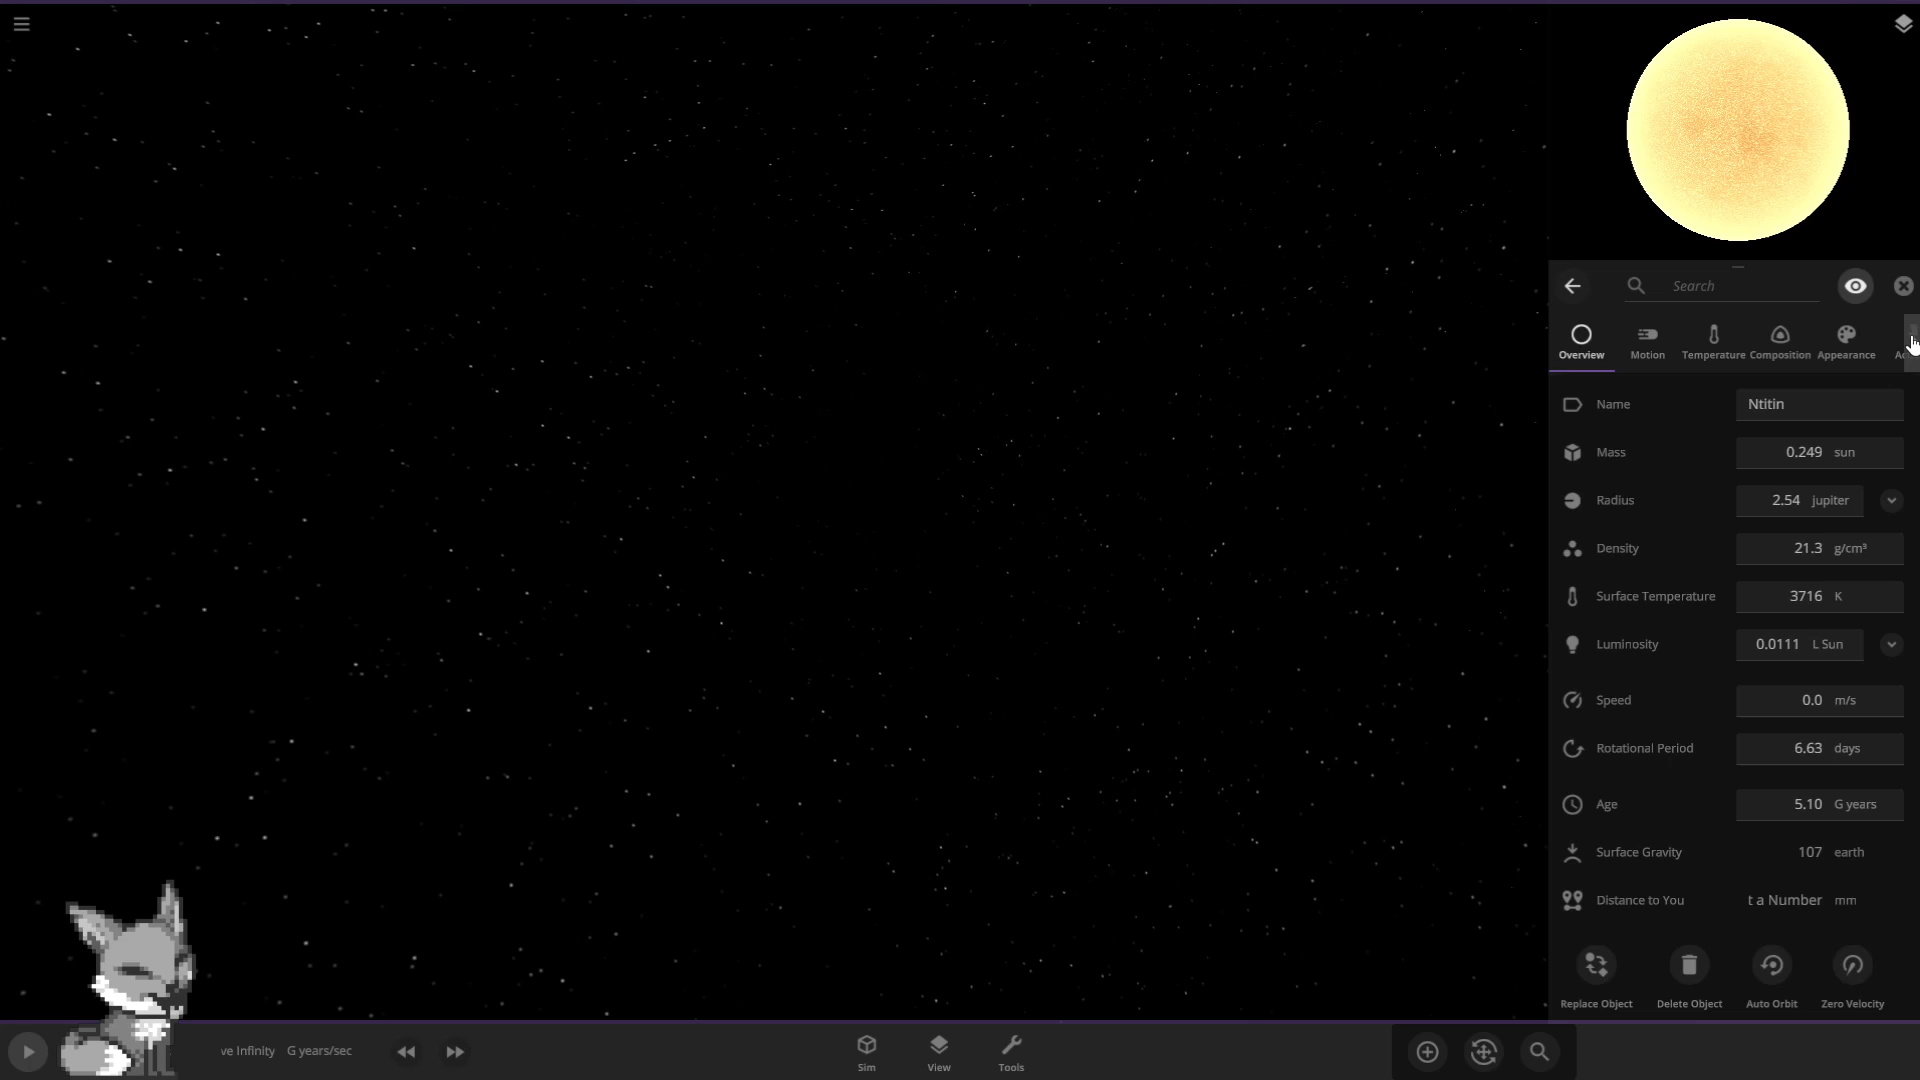 Search
Overview
Motion
Temperature
Composition
Appearance
Name Ntitin
Mass 0.249 sun
Radius 2.54 jupiter
Density 21.3 g/cm³
Surface Temperature 3716 K
Luminosity 0.0111 L Sun
Speed 0.0 m/s
Rotational Period 6.63 days
Age 5.10 G years
Surface Gravity 107 earth
Distance to You t a Number mm
Replace Object
Delete Object
Auto Orbit
Zero Velocity
ve Infinity G years/sec
Sim
View
Tools